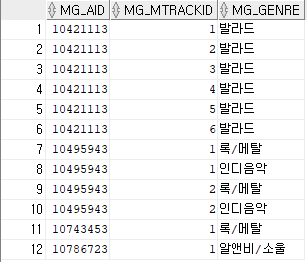 MG_AID MG_MTRACKID MG_GENRE
1 10421113 1 발라드
2 10421113 2 발라드
3 10421113 3 발라드
4 10421113 4 발라드
5 10421113 5 발라드
6 10421113 6 발라드
7 10495943 1 록/메탈
8 10495943 1 인디음악
9 10495943 2 록/메탈
10 10495943 2 인디음악
11 10743453 1 록/메탈
12 10786723 1 알앤비/소울